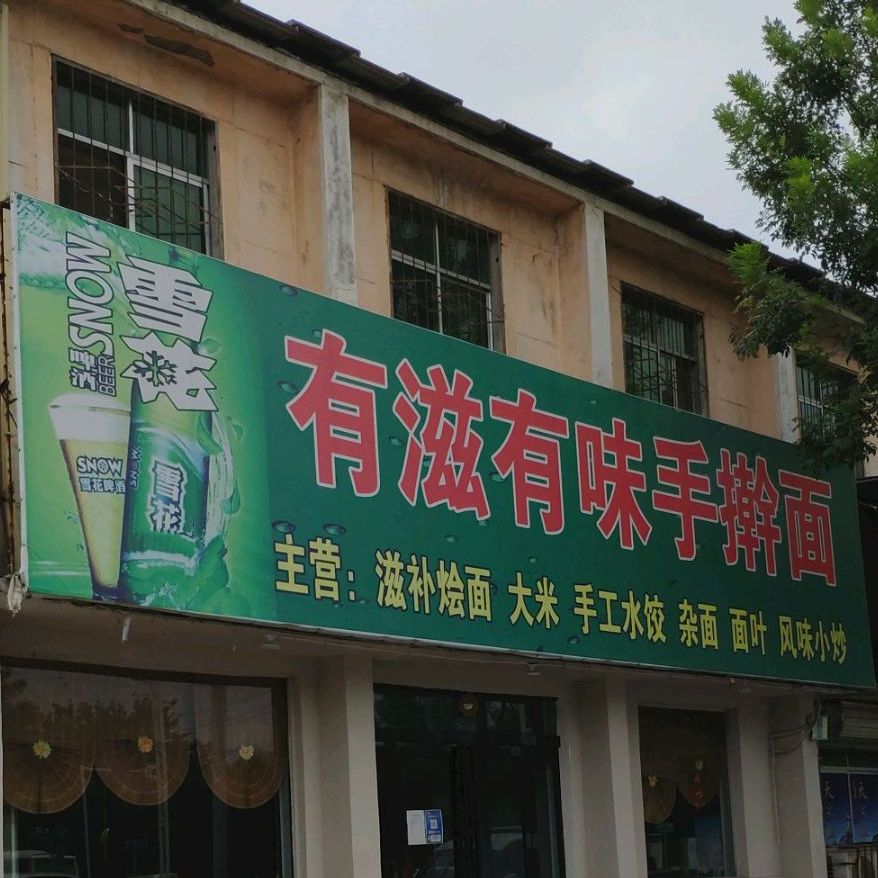 雪花
SNOW
BEER
啤酒
SNOW
雪花啤酒
SNOW
雪花
有滋有味手擀面
主营：滋补烩面 大米 手工水饺 杂面 面叶 风味小炒